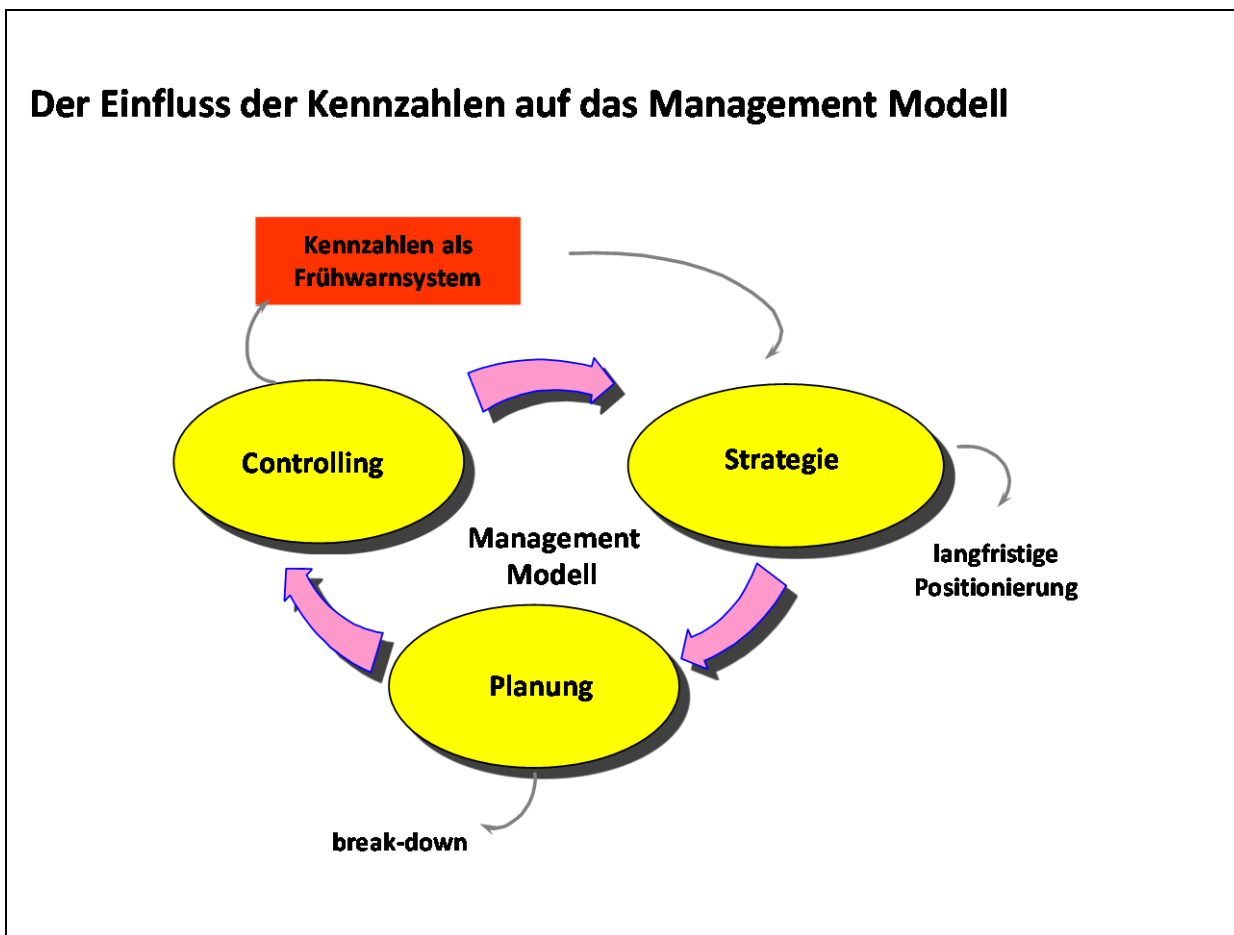 Der Einfluss der Kennzahlen auf das Management Modell
Kennzahlen als
Frühwarnsystem
Controlling
Strategie
Management
Modell
langfristige
Positionierung
Planung
break-down